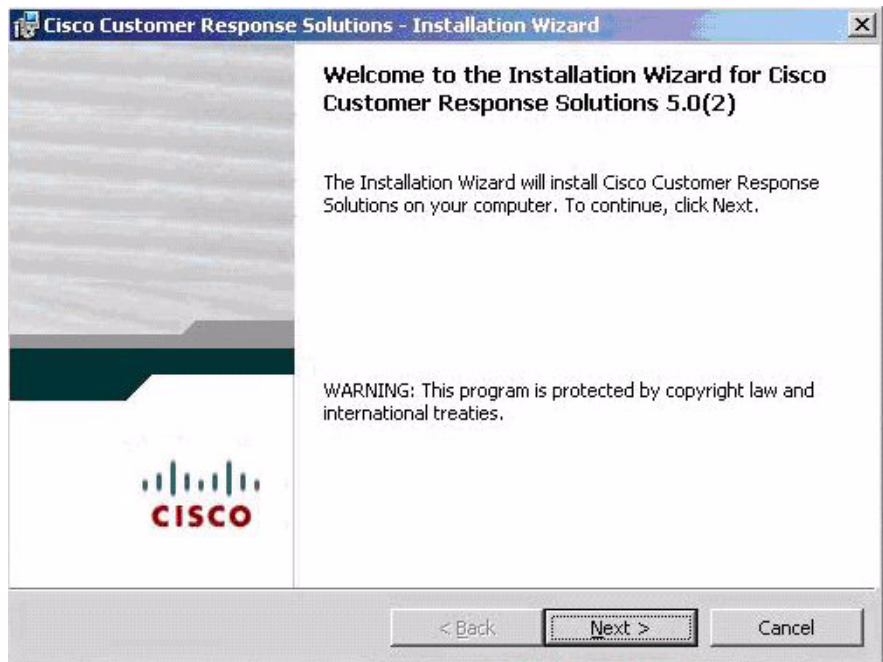 Cisco Customer Response Solutions - Installation Wizard
Welcome to the Installation Wizard for Cisco
Customer Response Solutions 5.0(2)
The Installation Wizard will install Cisco Customer Response
Solutions on your computer. To continue, click Next.
WARNING: This program is protected by copyright law and
international treaties.
CISCO
< Back
Next >
Cancel